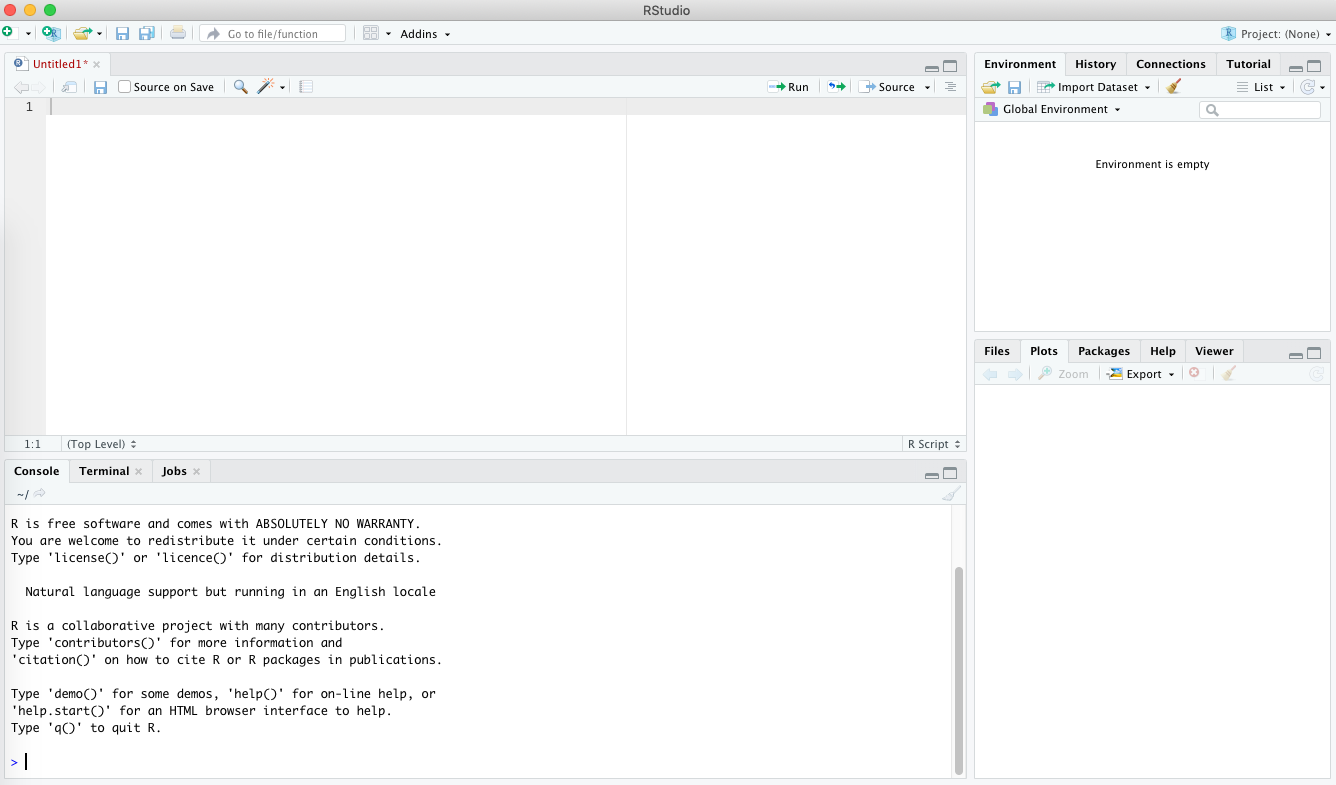 RStudio
Go to file/function
Addins
Project: (None)
Untitled1*
Source on Save
Run
Source
1
1:1
(Top Level)
R Script
Console
Terminal
Jobs
~/
R is free software and comes with ABSOLUTELY NO WARRANTY.
You are welcome to redistribute it under certain conditions.
Type 'license()' or 'licence()' for distribution details.
Natural language support but running in an English locale
R is a collaborative project with many contributors.
Type 'contributors()' for more information and
'citation()' on how to cite R or R packages in publications.
Type 'demo()' for some demos, 'help()' for on-line help, or
'help.start()' for an HTML browser interface to help.
Type 'q()' to quit R.
>
Environment
History
Connections
Tutorial
Import Dataset
List
Global Environment
Environment is empty
Files
Plots
Packages
Help
Viewer
Zoom
Export